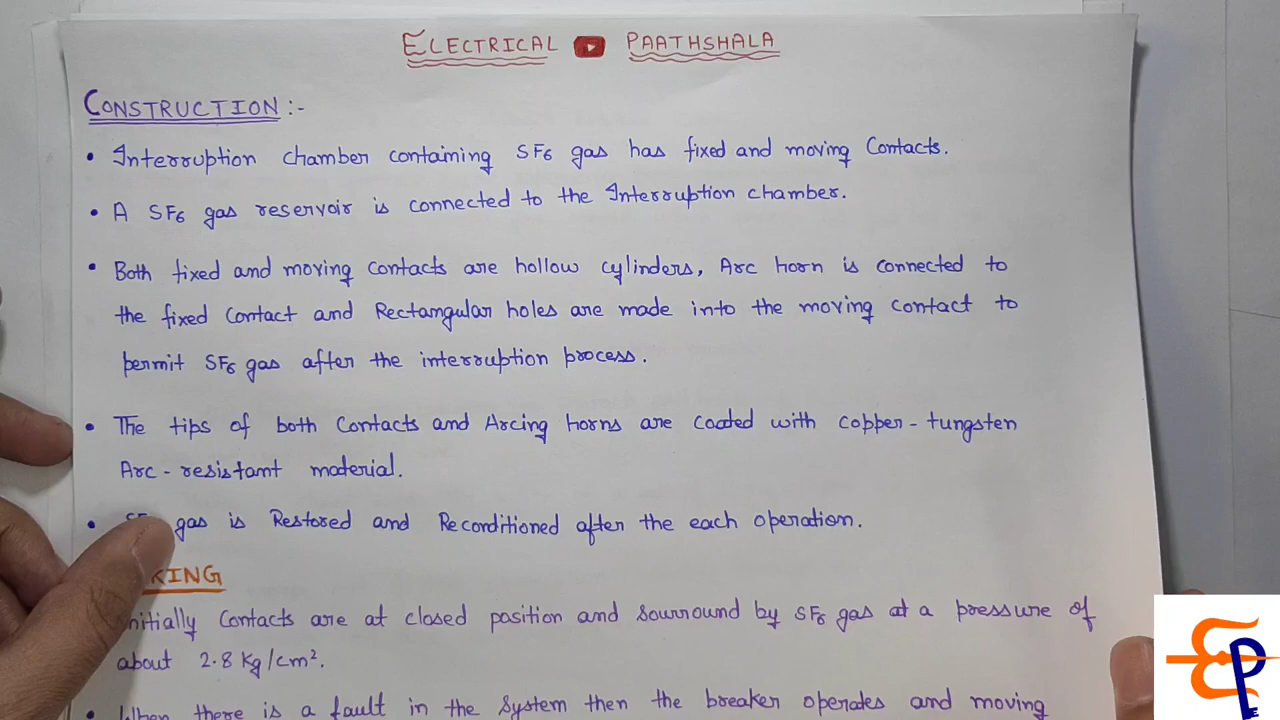 ELECTRICAL PAATHSHALA
CONSTRUCTION :-
• Interruption chamber containing SF6 gas has fixed and moving Contacts.
• A SF6 gas reservoir is connected to the Interruption chamber.
• Both fixed and moving contacts are hollow cylinders, Arc horn is connected to
the fixed Contact and Rectangular holes are made into the moving contact to
permit SF6 gas after the interruption process.
• The tips of both Contacts and Arcing horns are coated with copper-tungsten
Arc-resistant material.
• gas is Restored and Reconditioned after the each operation.
KING
nitially Contacts are at closed position and sourround by SF6 gas at a pressure of
about 2.8 Kg/cm².
• When there is a fault in the System then the breaker operates and moving
EP